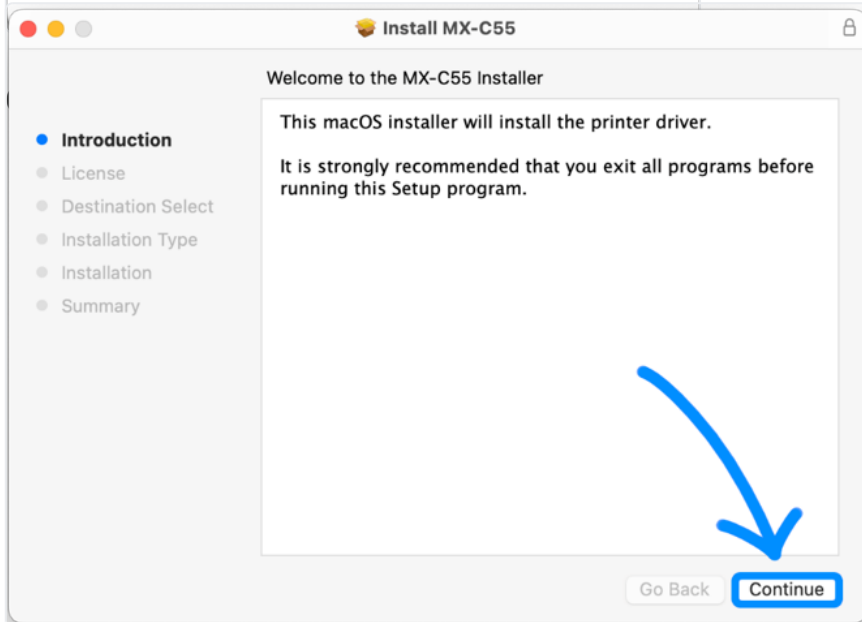 Install MX-C55
Welcome to the MX-C55 Installer
Introduction
License
Destination Select
Installation Type
Installation
Summary
This macOS installer will install the printer driver.
It is strongly recommended that you exit all programs before
running this Setup program.
Go Back
Continue